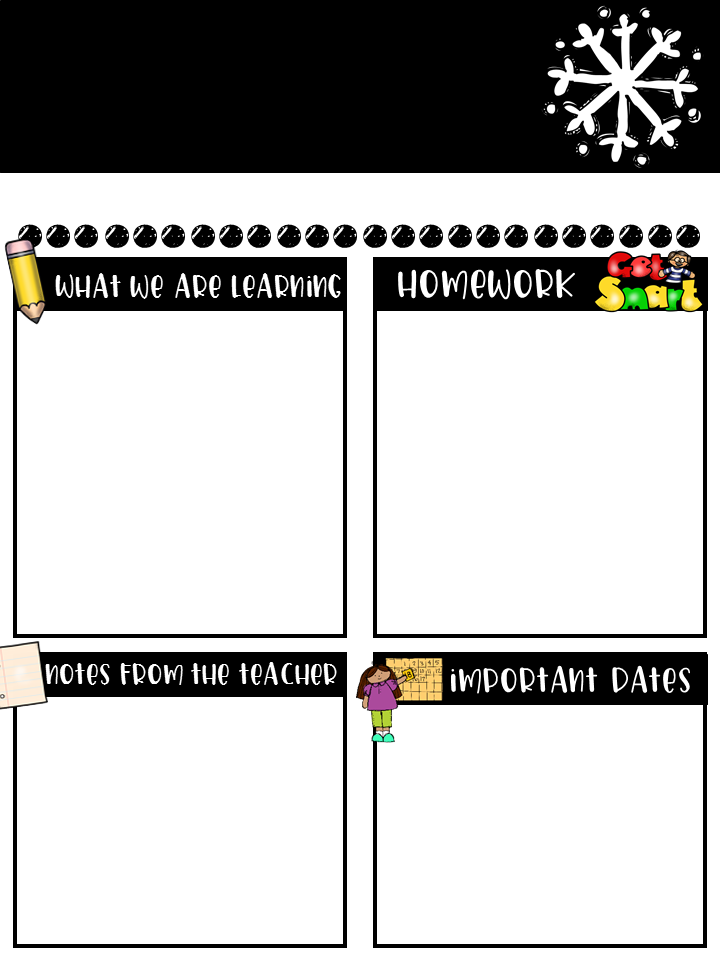 WHAT WE ARE LEARNING
HOMEWORK
Get
Smart
NOTES FROM THE TEACHER
IMPORTANT DATES